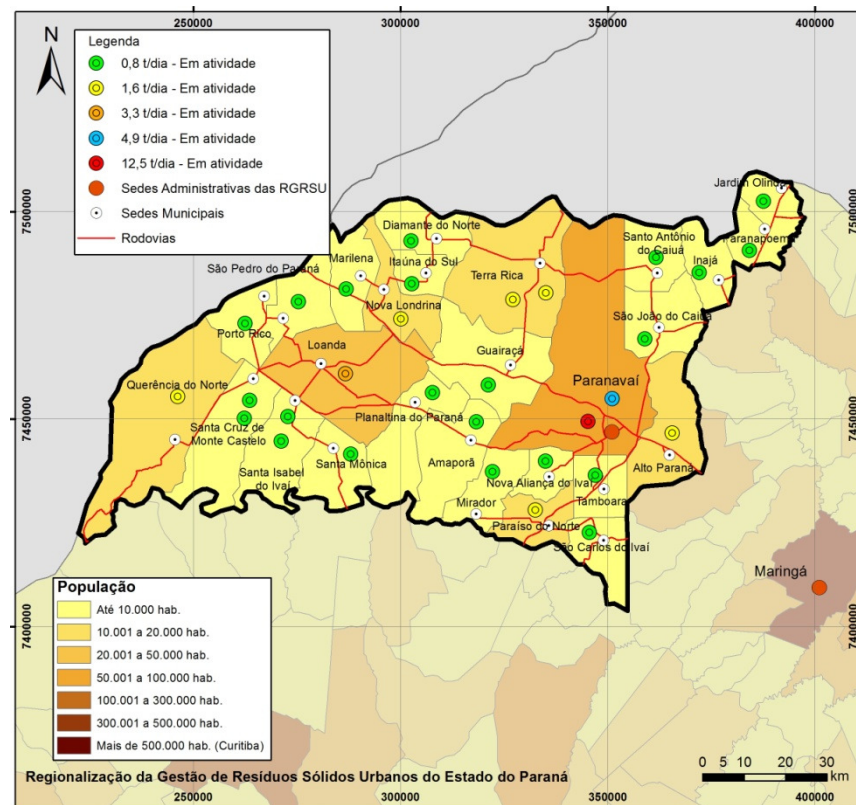 250000 300000 350000 400000
N
Legenda
0,8 t/dia - Em atividade
1,6 t/dia - Em atividade
3,3 t/dia - Em atividade
4,9 t/dia - Em atividade
12,5 t/dia - Em atividade
Sedes Administrativas das RGRSU
Sedes Municipais
Rodovias
7500000
7500000
7450000
7450000
7400000
7400000
Jardim Olinda
Paranapoema
Diamante do Norte
Santo Antônio
do Caiuá
Inajá
Marilena
Itaúna do Sul
São Pedro do Paraná
Terra Rica
Nova Londrina
São João do Caiuá
Porto Rico
Loanda
Guairaçá
Querência do Norte
Paranavaí
Santa Cruz de
Monte Castelo
Planaltina do Paraná
Santa Isabel
do Ivaí
Santa Mônica
Amaporã
Alto Paraná
Nova Aliança do Ivaí
Tamboara
Mirador
Paraíso do Norte
São Carlos do Ivaí
Maringá
População
Até 10.000 hab.
10.001 a 20.000 hab.
20.001 a 50.000 hab.
50.001 a 100.000 hab.
100.001 a 300.000 hab.
300.001 a 500.000 hab.
Mais de 500.000 hab. (Curitiba)
Regionalização da Gestão de Resíduos Sólidos Urbanos do Estado do Paraná
0 5 10 20 30
km
250000 300000 350000 400000